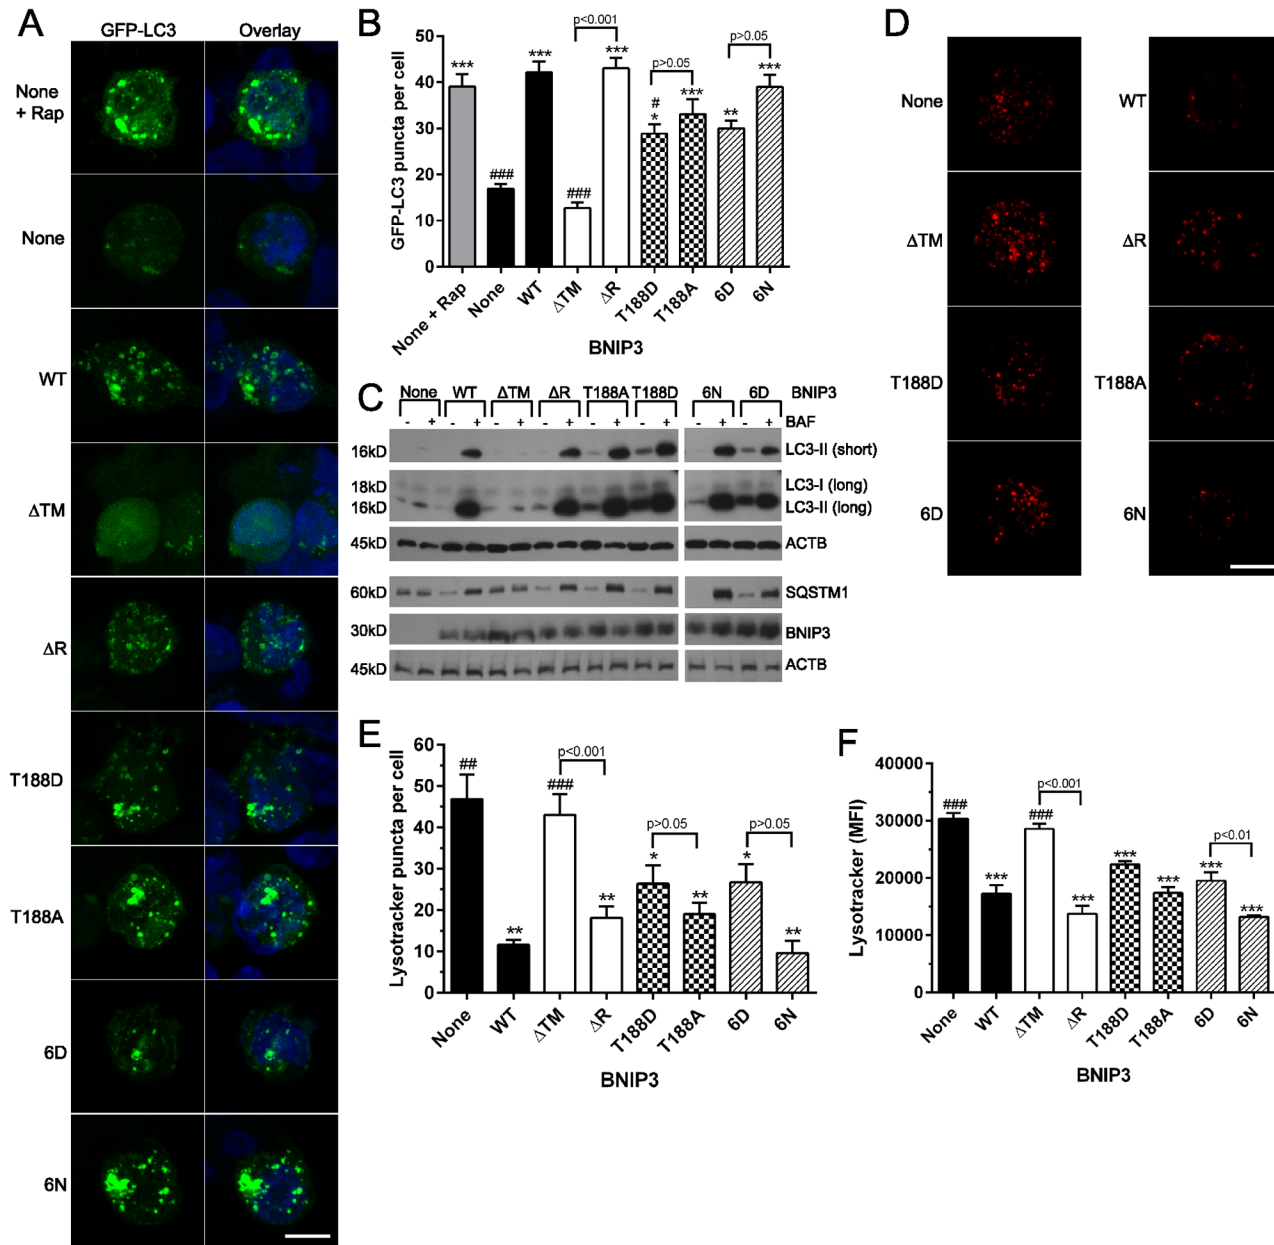 A
GFP-LC3 Overlay
None
+ Rap
None
WT
ΔTM
ΔR
T188D
T188A
6D
6N
B
GFP-LC3 puncta per cell
50
40
30
20
10
0
*** ### *** ### *** # * *** ** ***
p<0.001
p>0.05
p>0.05
None + Rap None WT ΔTM ΔR T188D T188A 6D 6N
BNIP3
C
None WT ΔTM ΔR T188A T188D 6N 6D BNIP3
- + - + - + - + - + - + - + - + BAF
16kD LC3-II (short)
18kD LC3-I (long)
16kD LC3-II (long)
45kD ACTB
60kD SQSTM1
30kD BNIP3
45kD ACTB
D
None WT
ΔTM ΔR
T188D T188A
6D 6N
E
Lysotracker puncta per cell
60
50
40
30
20
10
0
## ** ### ** * ** * **
p<0.001
p>0.05
p>0.05
None WT ΔTM ΔR T188D T188A 6D 6N
BNIP3
F
Lysotracker (MFI)
40000
30000
20000
10000
0
### *** ### *** *** *** *** ***
p<0.001
p<0.01
None WT ΔTM ΔR T188D T188A 6D 6N
BNIP3